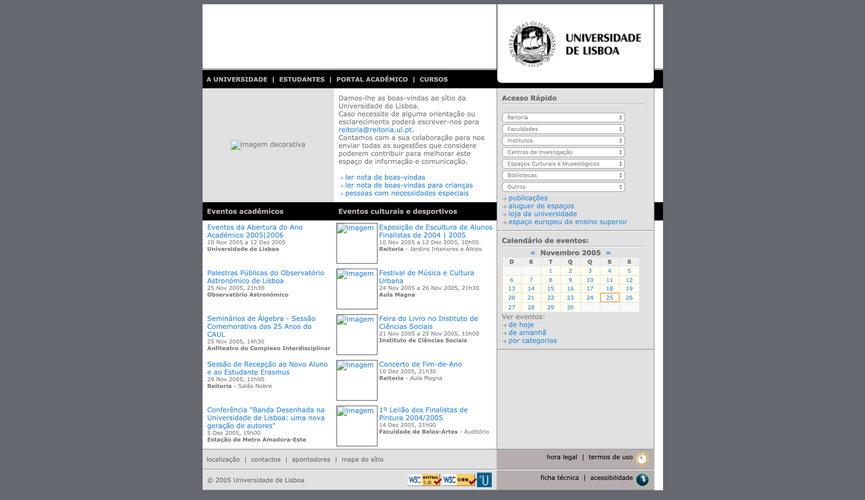 UNIVERSIDADE
DE LISBOA
A UNIVERSIDADE | ESTUDANTES | PORTAL ACADÉMICO | CURSOS
imagem decorativa
Damos-lhe as boas-vindas ao sítio da
Universidade de Lisboa.
Caso necessite de alguma orientação ou
esclarecimento poderá escrever-nos para
reitoria@reitoria.ul.pt.
Contamos com a sua colaboração para nos
enviar todas as sugestões que considere
poderem contribuir para melhorar este
espaço de informação e comunicação.
ler nota de boas-vindas
ler nota de boas-vindas para crianças
pessoas com necessidades especiais
Acesso Rápido
Reitoria
Faculdades
Institutos
Centros de Investigação
Espaços Culturais e Museológicos
Bibliotecas
Outros
publicações
aluguer de espaços
loja da universidade
espaço europeu do ensino superior
Eventos académicos
Eventos da Abertura do Ano
Académico 2005|2006
10 Nov 2005 a 12 Dez 2005
Universidade de Lisboa
Palestras Públicas do Observatório
Astronómico de Lisboa
25 Nov 2005, 21h30
Observatório Astronómico
Seminários de Álgebra - Sessão
Comemorativa dos 25 Anos do
CAUL
25 Nov 2005, 14h30
Anfiteatro do Complexo Interdisciplinar
Sessão de Recepção ao Novo Aluno
e ao Estudante Erasmus
29 Nov 2005, 11h00
Reitoria - Salão Nobre
Conferência "Banda Desenhada na
Universidade de Lisboa: uma nova
geração de autores"
5 Dez 2005, 19h00
Estação de Metro Amadora-Este
Eventos culturais e desportivos
imagem
Exposição de Escultura de Alunos
Finalistas de 2004 | 2005
10 Nov 2005 a 12 Dez 2005, 10h00
Reitoria - Jardins Interiores e Átrios
imagem
Festival de Música e Cultura
Urbana
24 Nov 2005 a 26 Nov 2005, 21h30
Aula Magna
imagem
Feira do Livro no Instituto de
Ciências Sociais
21 Nov 2005 a 25 Nov 2005, 10h00
Instituto de Ciências Sociais
imagem
Concerto de Fim-de-Ano
10 Dez 2005, 21h30
Reitoria - Aula Magna
imagem
1º Leilão dos Finalistas de
Pintura 2004/2005
14 Dez 2005, 21h00
Faculdade de Belas-Artes - Auditório
Calendário de eventos:
« Novembro 2005 »
D S T Q Q S S
1 2 3 4 5
6 7 8 9 10 11 12
13 14 15 16 17 18 19
20 21 22 23 24 25 26
27 28 29 30
Ver eventos:
de hoje
de amanhã
por categorias
localização | contactos | apontadores | mapa do sítio
hora legal | termos de uso
© 2005 Universidade de Lisboa
W3C XHTML 1.0
W3C CSS
U
ficha técnica | acessibilidade